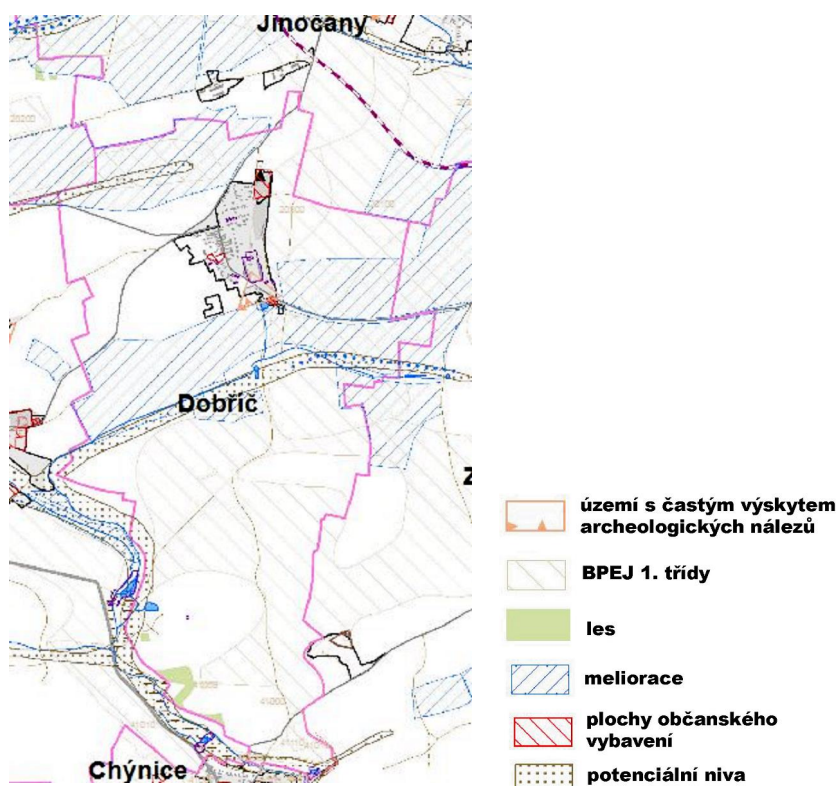 Jinočany
Dobříč
Z
Chýnice
území s častým výskytem
archeologických nálezů
BPEJ 1. třídy
les
meliorace
plochy občanského
vybavení
potenciální niva